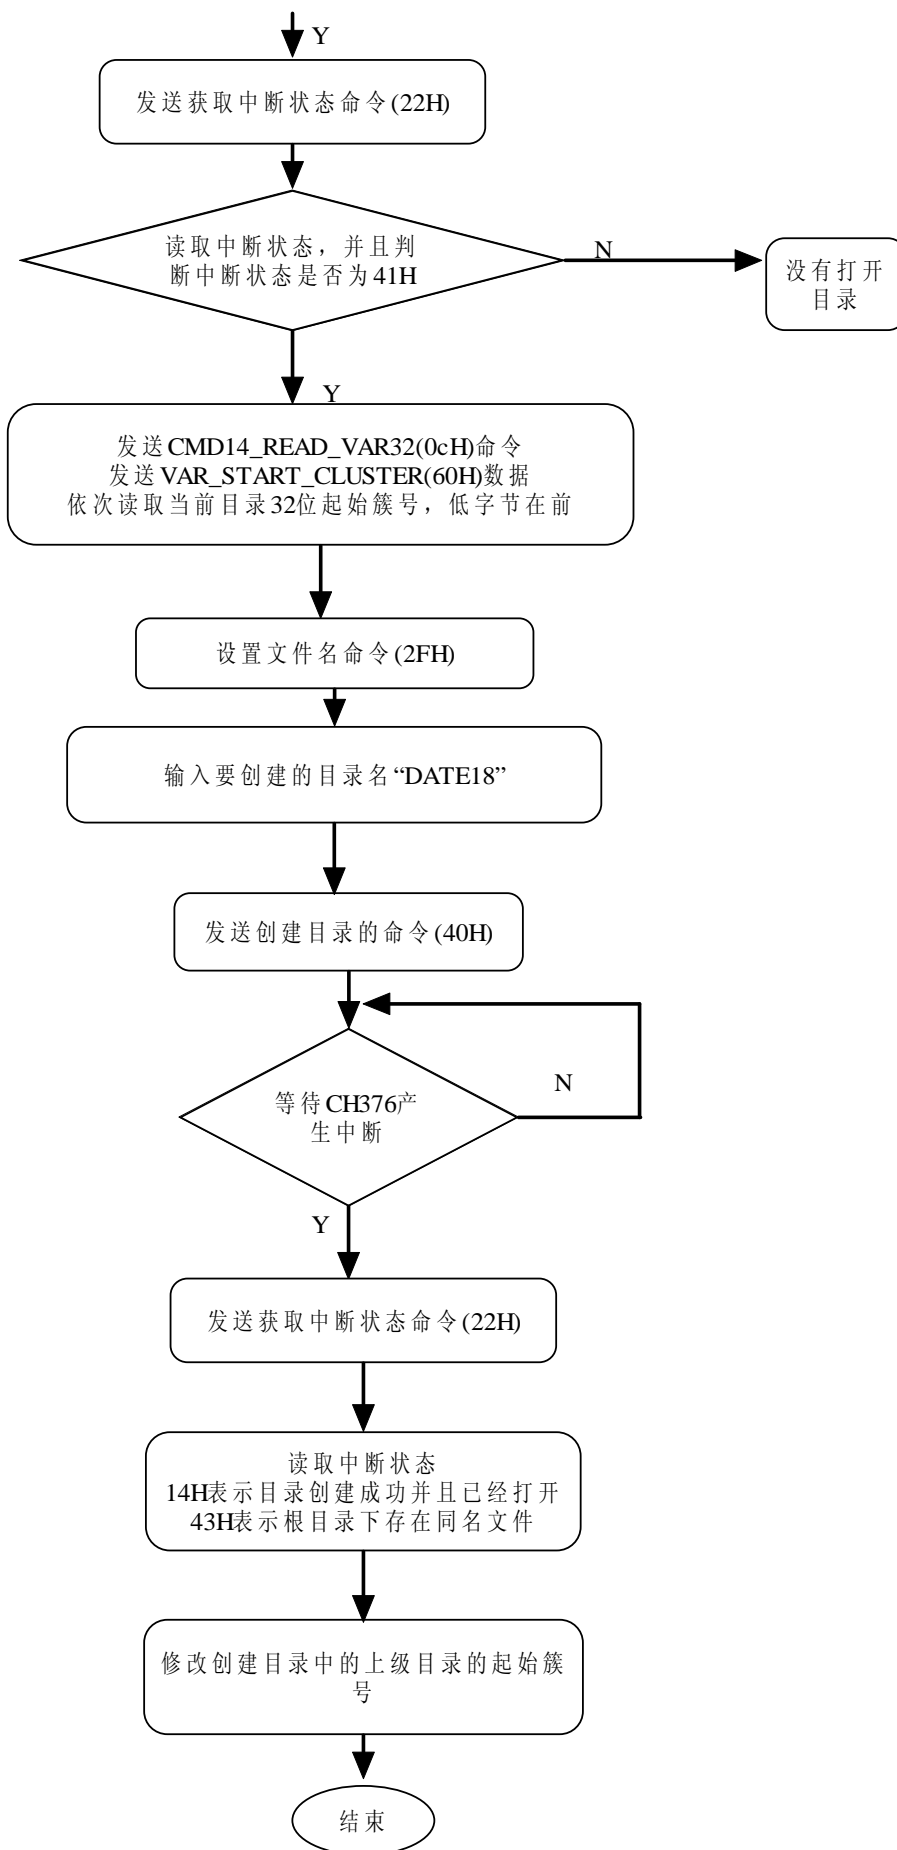 Y
发送获取中断状态命令(22H)
读取中断状态，并且判
断中断状态是否为41H
N
没有打开
目录
Y
发送CMD14_READ_VAR32(0cH)命令
发送VAR_START_CLUSTER(60H)数据
依次读取当前目录32位起始簇号，低字节在前
设置文件名命令(2FH)
输入要创建的目录名“DATE18”
发送创建目录的命令(40H)
等待CH376产
生中断
N
Y
发送获取中断状态命令(22H)
读取中断状态
14H表示目录创建成功并且已经打开
43H表示根目录下存在同名文件
修改创建目录中的上级目录的起始簇
号
结束